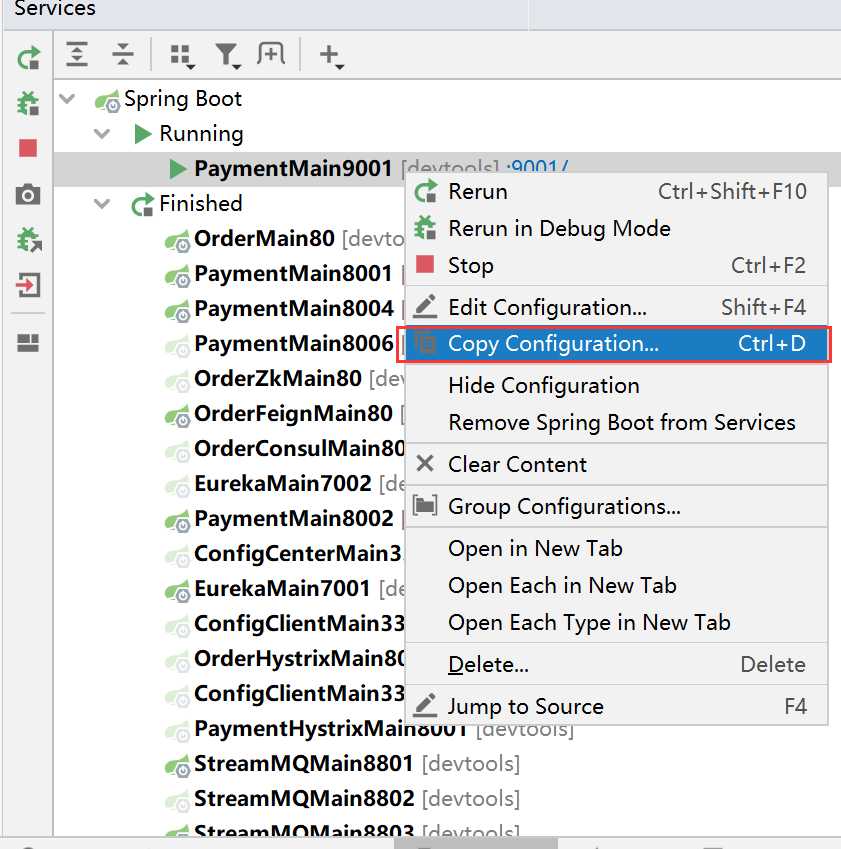 Services
Spring Boot
Running
PaymentMain9001 [devtools] :9001/
Finished
OrderMain80 [devto
PaymentMain8001 [
PaymentMain8004 [
PaymentMain8006 [
OrderZkMain80 [dev
OrderFeignMain80 [
OrderConsulMain80
EurekaMain7002 [de
PaymentMain8002 [
ConfigCenterMain3
EurekaMain7001 [de
ConfigClientMain33
OrderHystrixMain80
ConfigClientMain33
PaymentHystrixMain8001 [devtools]
StreamMQMain8801 [devtools]
StreamMQMain8802 [devtools]
StreamMQMain8803 [devtools]
Rerun Ctrl+Shift+F10
Rerun in Debug Mode
Stop Ctrl+F2
Edit Configuration... Shift+F4
Copy Configuration... Ctrl+D
Hide Configuration
Remove Spring Boot from Services
Clear Content
Group Configurations...
Open in New Tab
Open Each in New Tab
Open Each Type in New Tab
Delete... Delete
Jump to Source F4